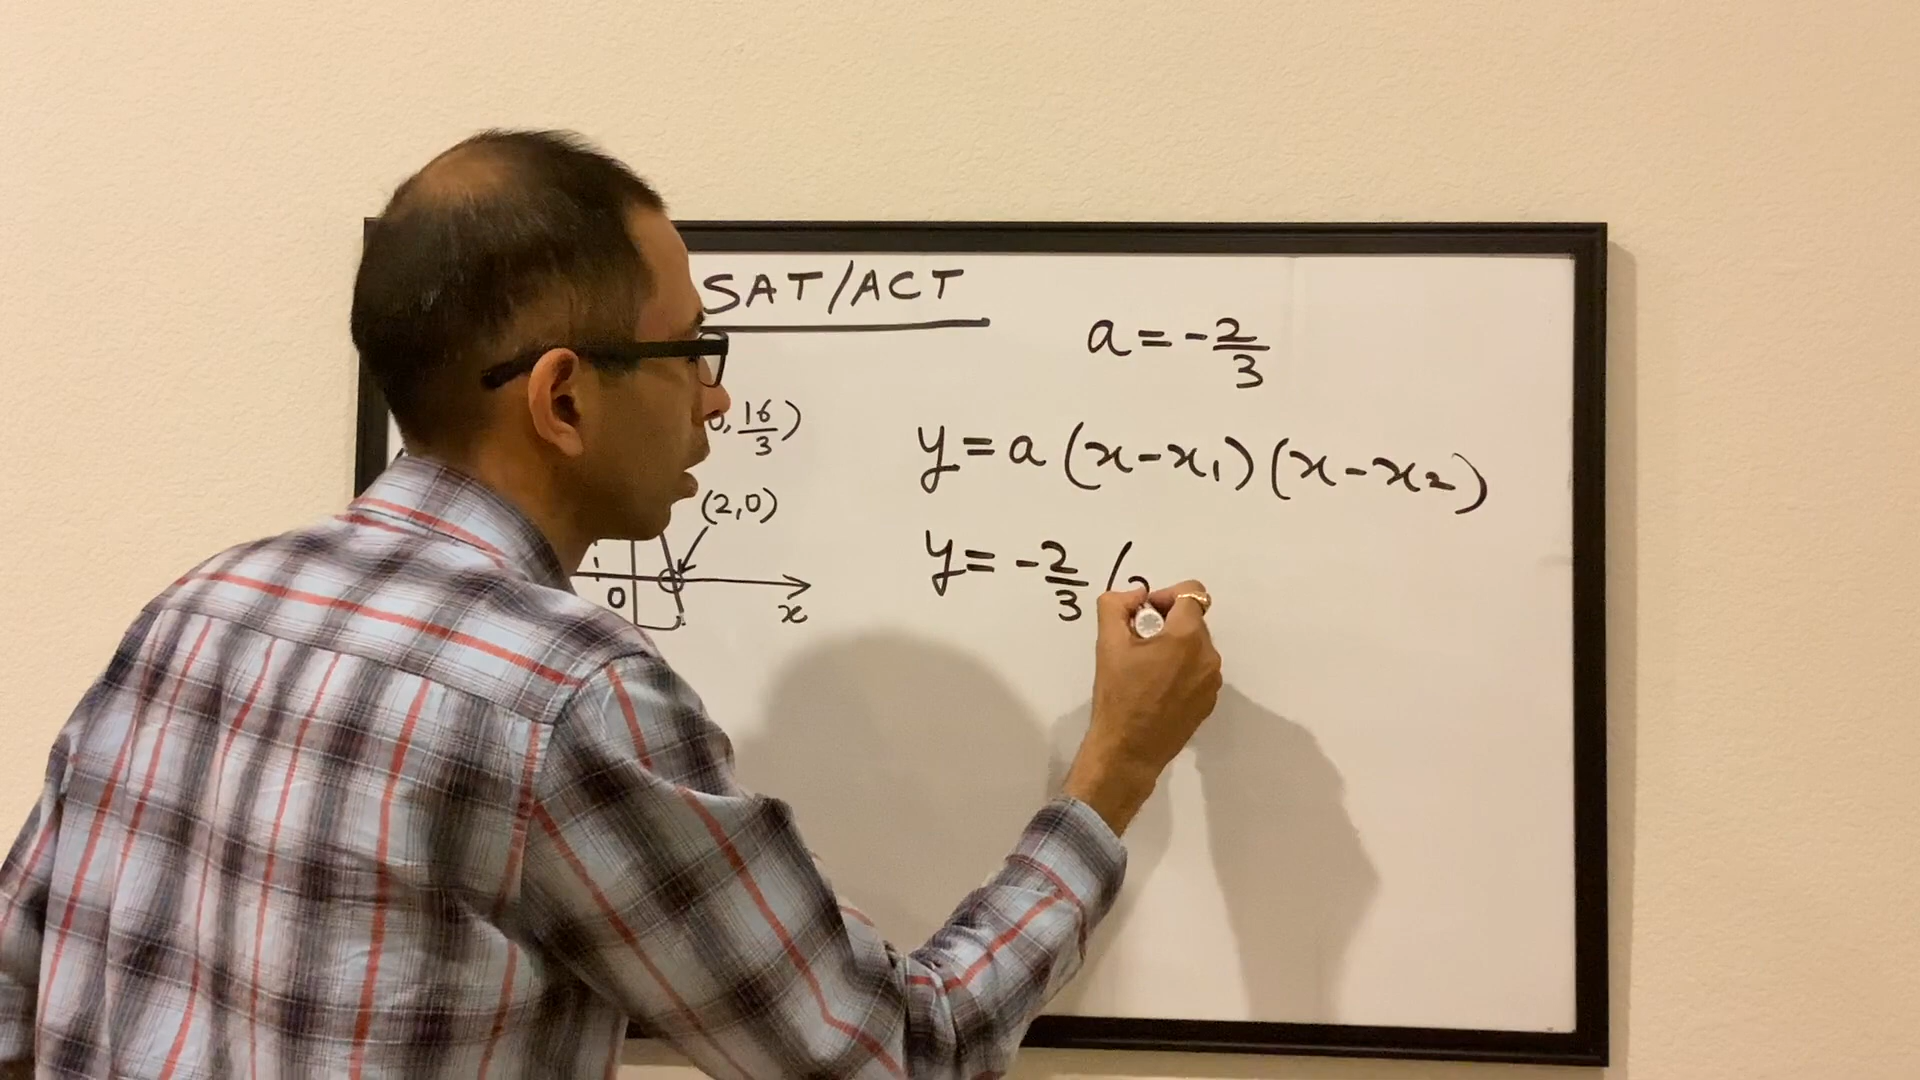 SAT/ACT
0, 16/3)
(2,0)
0
x
a = -2/3
y = a (x-x₁) (x-x₂)
y = -2/3 (